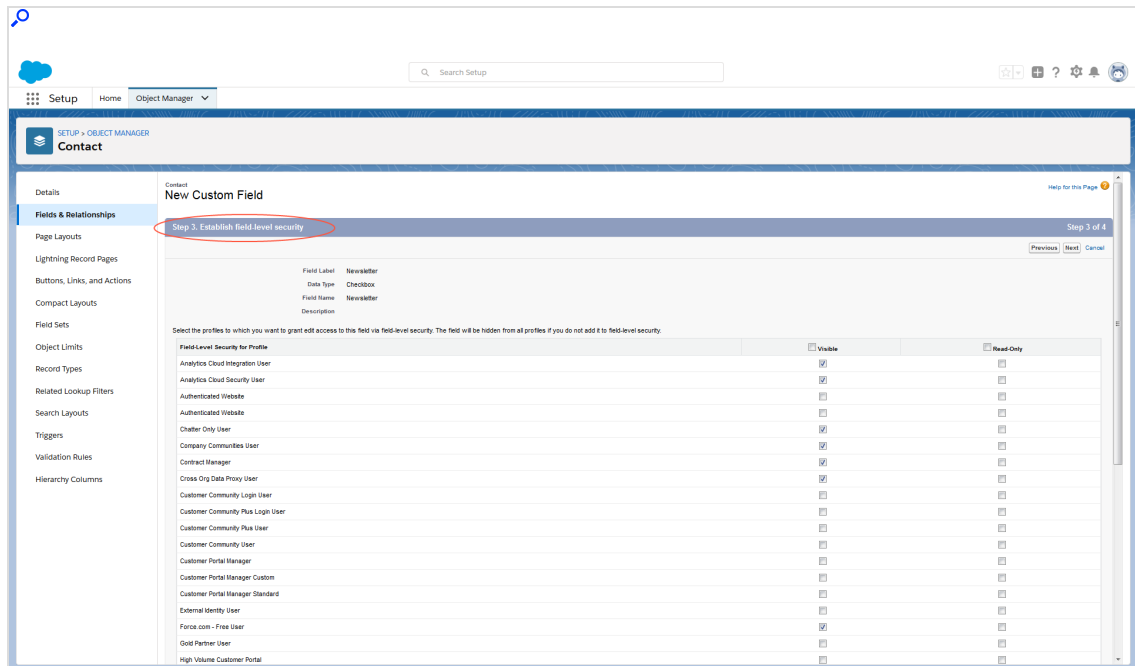 Search Setup
Setup Home Object Manager
SETUP > OBJECT MANAGER
Contact
Details
Fields & Relationships
Page Layouts
Lightning Record Pages
Buttons, Links, and Actions
Compact Layouts
Field Sets
Object Limits
Record Types
Related Lookup Filters
Search Layouts
Triggers
Validation Rules
Hierarchy Columns
Contact
New Custom Field
Help for this Page
Step 3. Establish field-level security Step 3 of 4
Previous Next Cancel
Field Label Newsletter
Data Type Checkbox
Field Name Newsletter
Description
Select the profiles to which you want to grant edit access to this field via field-level security. The field will be hidden from all profiles if you do not add it to field-level security.
Field-Level Security for Profile Visible Read-Only
Analytics Cloud Integration User
Analytics Cloud Security User
Authenticated Website
Authenticated Website
Chatter Only User
Company Communities User
Contract Manager
Cross Org Data Proxy User
Customer Community Login User
Customer Community Plus Login User
Customer Community Plus User
Customer Community User
Customer Portal Manager
Customer Portal Manager Custom
Customer Portal Manager Standard
External Identity User
Force.com - Free User
Gold Partner User
High Volume Customer Portal